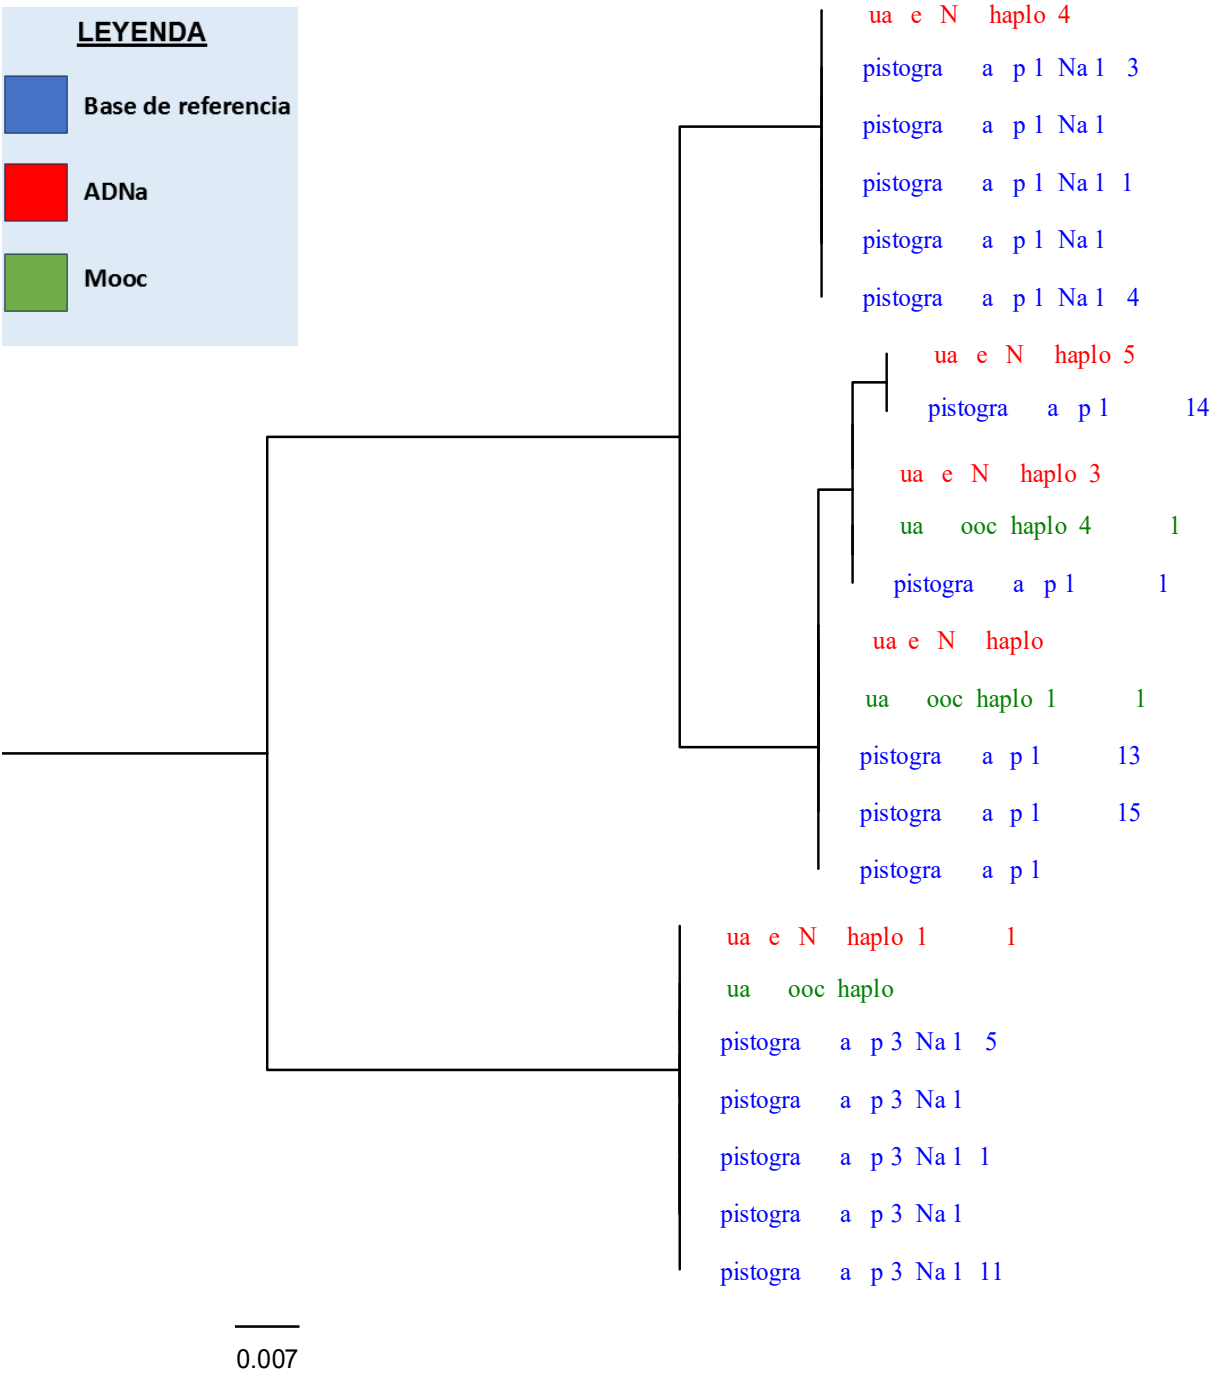 LEYENDA
Base de referencia
ADNa
Mooc
ua e N haplo 4
pistogra a p 1 Na 1 3
pistogra a p 1 Na 1
pistogra a p 1 Na 1 1
pistogra a p 1 Na 1
pistogra a p 1 Na 1 4
ua e N haplo 5
pistogra a p 1 14
ua e N haplo 3
ua ooc haplo 4 1
pistogra a p 1 1
ua e N haplo
ua ooc haplo 1 1
pistogra a p 1 13
pistogra a p 1 15
pistogra a p 1
ua e N haplo 1 1
ua ooc haplo
pistogra a p 3 Na 1 5
pistogra a p 3 Na 1
pistogra a p 3 Na 1 1
pistogra a p 3 Na 1
pistogra a p 3 Na 1 11
0.007